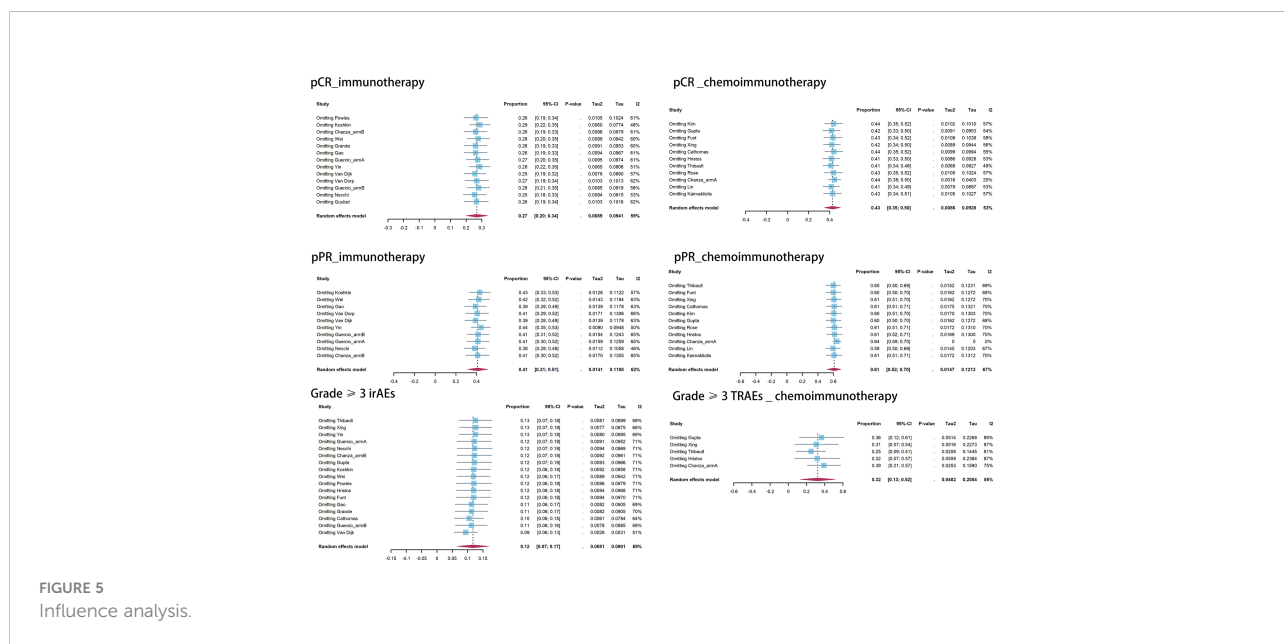 pCR_immunotherapy
Study Proportion 95%-CI P-value Tau2 Tau I2
Omitting Powles 0.26 [0.19; 0.34] . 0.0105 0.1024 61%
Omitting Koshkin 0.29 [0.22; 0.35] . 0.0060 0.0774 48%
Omitting Chanza_armB 0.26 [0.19; 0.33] . 0.0096 0.0979 61%
Omitting Wei 0.28 [0.20; 0.35] . 0.0089 0.0942 60%
Omitting Grande 0.26 [0.19; 0.33] . 0.0091 0.0953 60%
Omitting Gao 0.26 [0.19; 0.33] . 0.0094 0.0967 61%
Omitting Guercio_armA 0.27 [0.20; 0.35] . 0.0095 0.0974 61%
Omitting Yin 0.28 [0.22; 0.35] . 0.0065 0.0808 51%
Omitting Van Dijk 0.25 [0.19; 0.32] . 0.0079 0.0890 57%
Omitting Van Dorp 0.27 [0.19; 0.34] . 0.0103 0.1013 62%
Omitting Guercio_armB 0.28 [0.21; 0.35] . 0.0085 0.0919 58%
Omitting Necchi 0.25 [0.18; 0.33] . 0.0084 0.0915 53%
Omitting Goubet 0.26 [0.19; 0.34] . 0.0103 0.1016 62%
Random effects model 0.27 [0.20; 0.34] 0.0089 0.0941 59%
-0.3 -0.2 -0.1 0 0.1 0.2 0.3
pCR _chemoimmunotherapy
Study Proportion 95%-CI P-value Tau2 Tau I2
Omitting Kim 0.44 [0.35; 0.52] . 0.0102 0.1010 57%
Omitting Gupta 0.42 [0.33; 0.50] . 0.0091 0.0953 54%
Omitting Funt 0.43 [0.34; 0.52] . 0.0108 0.1038 58%
Omitting Xing 0.42 [0.34; 0.50] . 0.0089 0.0944 56%
Omitting Cathomas 0.44 [0.35; 0.52] . 0.0099 0.0994 55%
Omitting Hristos 0.41 [0.33; 0.50] . 0.0086 0.0928 53%
Omitting Thibault 0.41 [0.34; 0.48] . 0.0068 0.0827 49%
Omitting Rose 0.43 [0.35; 0.52] . 0.0105 0.1024 57%
Omitting Chanza_armA 0.44 [0.38; 0.50] . 0.0016 0.0403 20%
Omitting Lin 0.41 [0.34; 0.49] . 0.0079 0.0887 53%
Omitting Kaimakliotis 0.43 [0.34; 0.51] . 0.0105 0.1027 57%
Random effects model 0.43 [0.35; 0.50] 0.0086 0.0928 53%
-0.4 -0.2 0 0.2 0.4
pPR_immunotherapy
Study Proportion 95%-CI P-value Tau2 Tau I2
Omitting Koshkin 0.43 [0.33; 0.53] . 0.0126 0.1122 57%
Omitting Wei 0.42 [0.32; 0.52] . 0.0143 0.1194 63%
Omitting Gao 0.39 [0.28; 0.49] . 0.0139 0.1178 63%
Omitting Van Dorp 0.41 [0.29; 0.52] . 0.0171 0.1306 66%
Omitting Van Dijk 0.39 [0.28; 0.49] . 0.0139 0.1178 63%
Omitting Yin 0.44 [0.35; 0.53] . 0.0090 0.0948 50%
Omitting Guercio_armB 0.41 [0.31; 0.52] . 0.0154 0.1243 65%
Omitting Guercio_armA 0.41 [0.30; 0.52] . 0.0159 0.1259 65%
Omitting Necchi 0.38 [0.28; 0.48] . 0.0112 0.1058 46%
Omitting Chanza_armB 0.41 [0.30; 0.52] . 0.0170 0.1305 65%
Random effects model 0.41 [0.31; 0.51] 0.0141 0.1188 62%
-0.4 -0.2 0 0.2 0.4
pPR_chemoimmunotherapy
Study Proportion 95%-CI P-value Tau2 Tau I2
Omitting Thibault 0.60 [0.50; 0.69] . 0.0152 0.1231 69%
Omitting Funt 0.60 [0.50; 0.70] . 0.0162 0.1272 68%
Omitting Xing 0.61 [0.51; 0.70] . 0.0162 0.1272 70%
Omitting Cathomas 0.61 [0.51; 0.70] . 0.0175 0.1321 70%
Omitting Kim 0.61 [0.51; 0.70] . 0.0170 0.1303 70%
Omitting Gupta 0.60 [0.50; 0.70] . 0.0162 0.1272 68%
Omitting Rose 0.61 [0.51; 0.71] . 0.0172 0.1310 70%
Omitting Hristos 0.61 [0.52; 0.71] . 0.0169 0.1300 70%
Omitting Chanza_armA 0.64 [0.59; 0.70] . 0 0 0%
Omitting Lin 0.59 [0.50; 0.69] . 0.0145 0.1203 67%
Omitting Kaimakliotis 0.61 [0.51; 0.71] . 0.0172 0.1312 70%
Random effects model 0.61 [0.52; 0.70] 0.0147 0.1213 67%
-0.6 -0.4 -0.2 0 0.2 0.4 0.6
Grade ⩾ 3 irAEs
Study Proportion 95%-CI P-value Tau2 Tau I2
Omitting Thibault 0.13 [0.07; 0.18] . 0.0081 0.0899 69%
Omitting Xing 0.13 [0.07; 0.18] . 0.0077 0.0875 66%
Omitting Yin 0.13 [0.07; 0.18] . 0.0080 0.0895 69%
Omitting Guercio_armA 0.12 [0.07; 0.18] . 0.0091 0.0952 71%
Omitting Necchi 0.12 [0.07; 0.18] . 0.0094 0.0969 71%
Omitting Chanza_armB 0.12 [0.07; 0.18] . 0.0092 0.0961 71%
Omitting Gupta 0.12 [0.07; 0.18] . 0.0093 0.0966 71%
Omitting Koshkin 0.12 [0.06; 0.18] . 0.0092 0.0958 71%
Omitting Wei 0.12 [0.06; 0.17] . 0.0089 0.0942 71%
Omitting Powles 0.12 [0.06; 0.18] . 0.0096 0.0979 71%
Omitting Hristos 0.12 [0.06; 0.18] . 0.0094 0.0968 71%
Omitting Funt 0.12 [0.06; 0.18] . 0.0094 0.0970 71%
Omitting Gao 0.11 [0.06; 0.17] . 0.0082 0.0905 69%
Omitting Grande 0.11 [0.06; 0.17] . 0.0082 0.0905 70%
Omitting Cathomas 0.10 [0.06; 0.15] . 0.0061 0.0784 64%
Omitting Guercio_armB 0.11 [0.06; 0.16] . 0.0078 0.0885 69%
Omitting Van Dijk 0.09 [0.06; 0.13] . 0.0028 0.0531 51%
Random effects model 0.12 [0.07; 0.17] 0.0081 0.0901 69%
-0.15 -0.1 -0.05 0 0.05 0.1 0.15
Grade ⩾ 3 TRAEs _ chemoimmunotherapy
Study Proportion 95%-CI P-value Tau2 Tau I2
Omitting Gupta 0.36 [0.12; 0.61] . 0.0514 0.2268 89%
Omitting Xing 0.31 [0.07; 0.54] . 0.0516 0.2273 87%
Omitting Thibault 0.25 [0.09; 0.41] . 0.0209 0.1445 81%
Omitting Hristos 0.32 [0.07; 0.57] . 0.0559 0.2364 87%
Omitting Chanza_armA 0.39 [0.21; 0.57] . 0.0253 0.1590 75%
Random effects model 0.32 [0.13; 0.52] 0.0402 0.2004 85%
-0.6 -0.4 -0.2 0 0.2 0.4 0.6
FIGURE 5
Influence analysis.